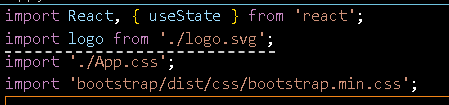 import React, { useState } from 'react';
import logo from './logo.svg';
import './App.css';
import 'bootstrap/dist/css/bootstrap.min.css';